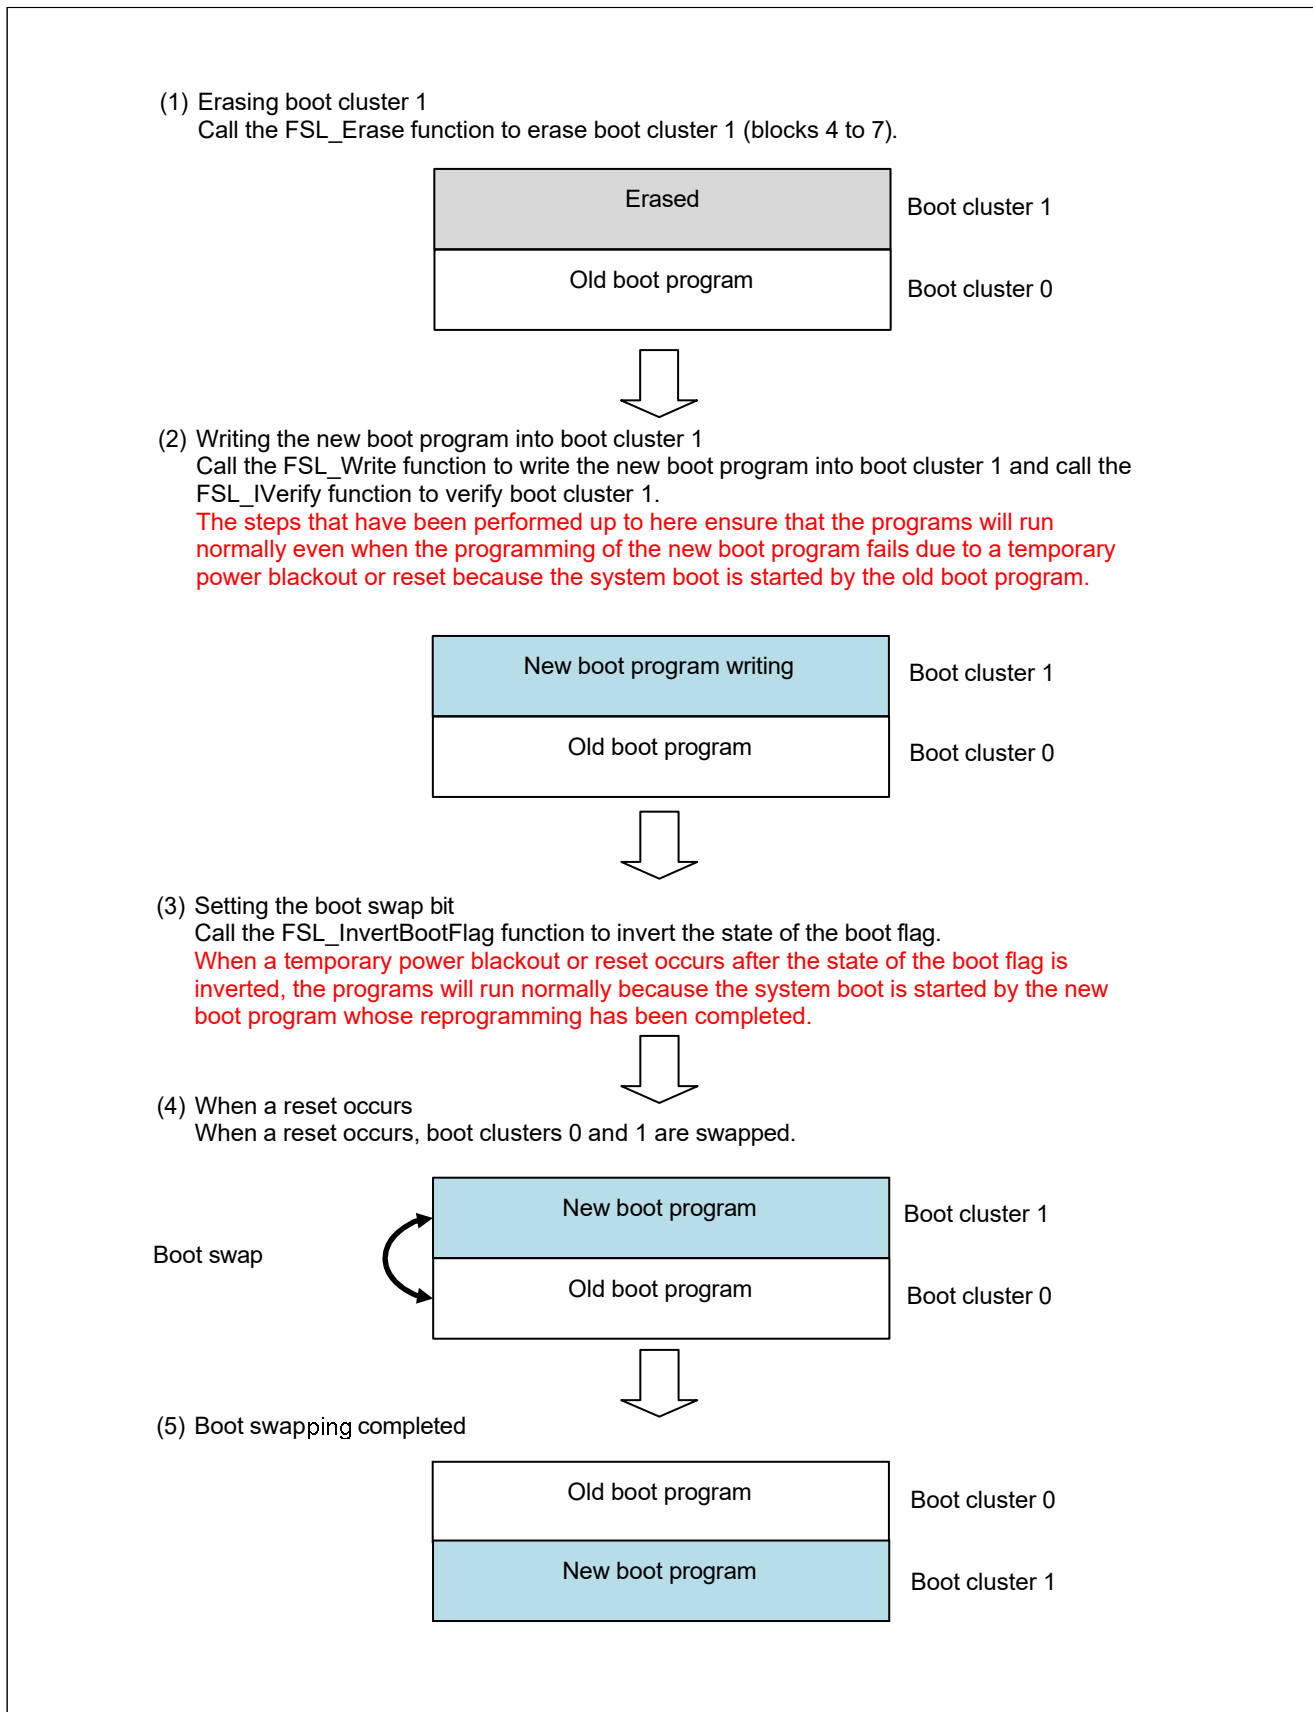 (1) Erasing boot cluster 1
Call the FSL_Erase function to erase boot cluster 1 (blocks 4 to 7).
Erased
Boot cluster 1
Old boot program
Boot cluster 0
(2) Writing the new boot program into boot cluster 1
Call the FSL_Write function to write the new boot program into boot cluster 1 and call the
FSL_IVerify function to verify boot cluster 1.
The steps that have been performed up to here ensure that the programs will run
normally even when the programming of the new boot program fails due to a temporary
power blackout or reset because the system boot is started by the old boot program.
New boot program writing
Boot cluster 1
Old boot program
Boot cluster 0
(3) Setting the boot swap bit
Call the FSL_InvertBootFlag function to invert the state of the boot flag.
When a temporary power blackout or reset occurs after the state of the boot flag is
inverted, the programs will run normally because the system boot is started by the new
boot program whose reprogramming has been completed.
(4) When a reset occurs
When a reset occurs, boot clusters 0 and 1 are swapped.
New boot program
Boot cluster 1
Boot swap
Old boot program
Boot cluster 0
(5) Boot swapping completed
Old boot program
Boot cluster 0
New boot program
Boot cluster 1